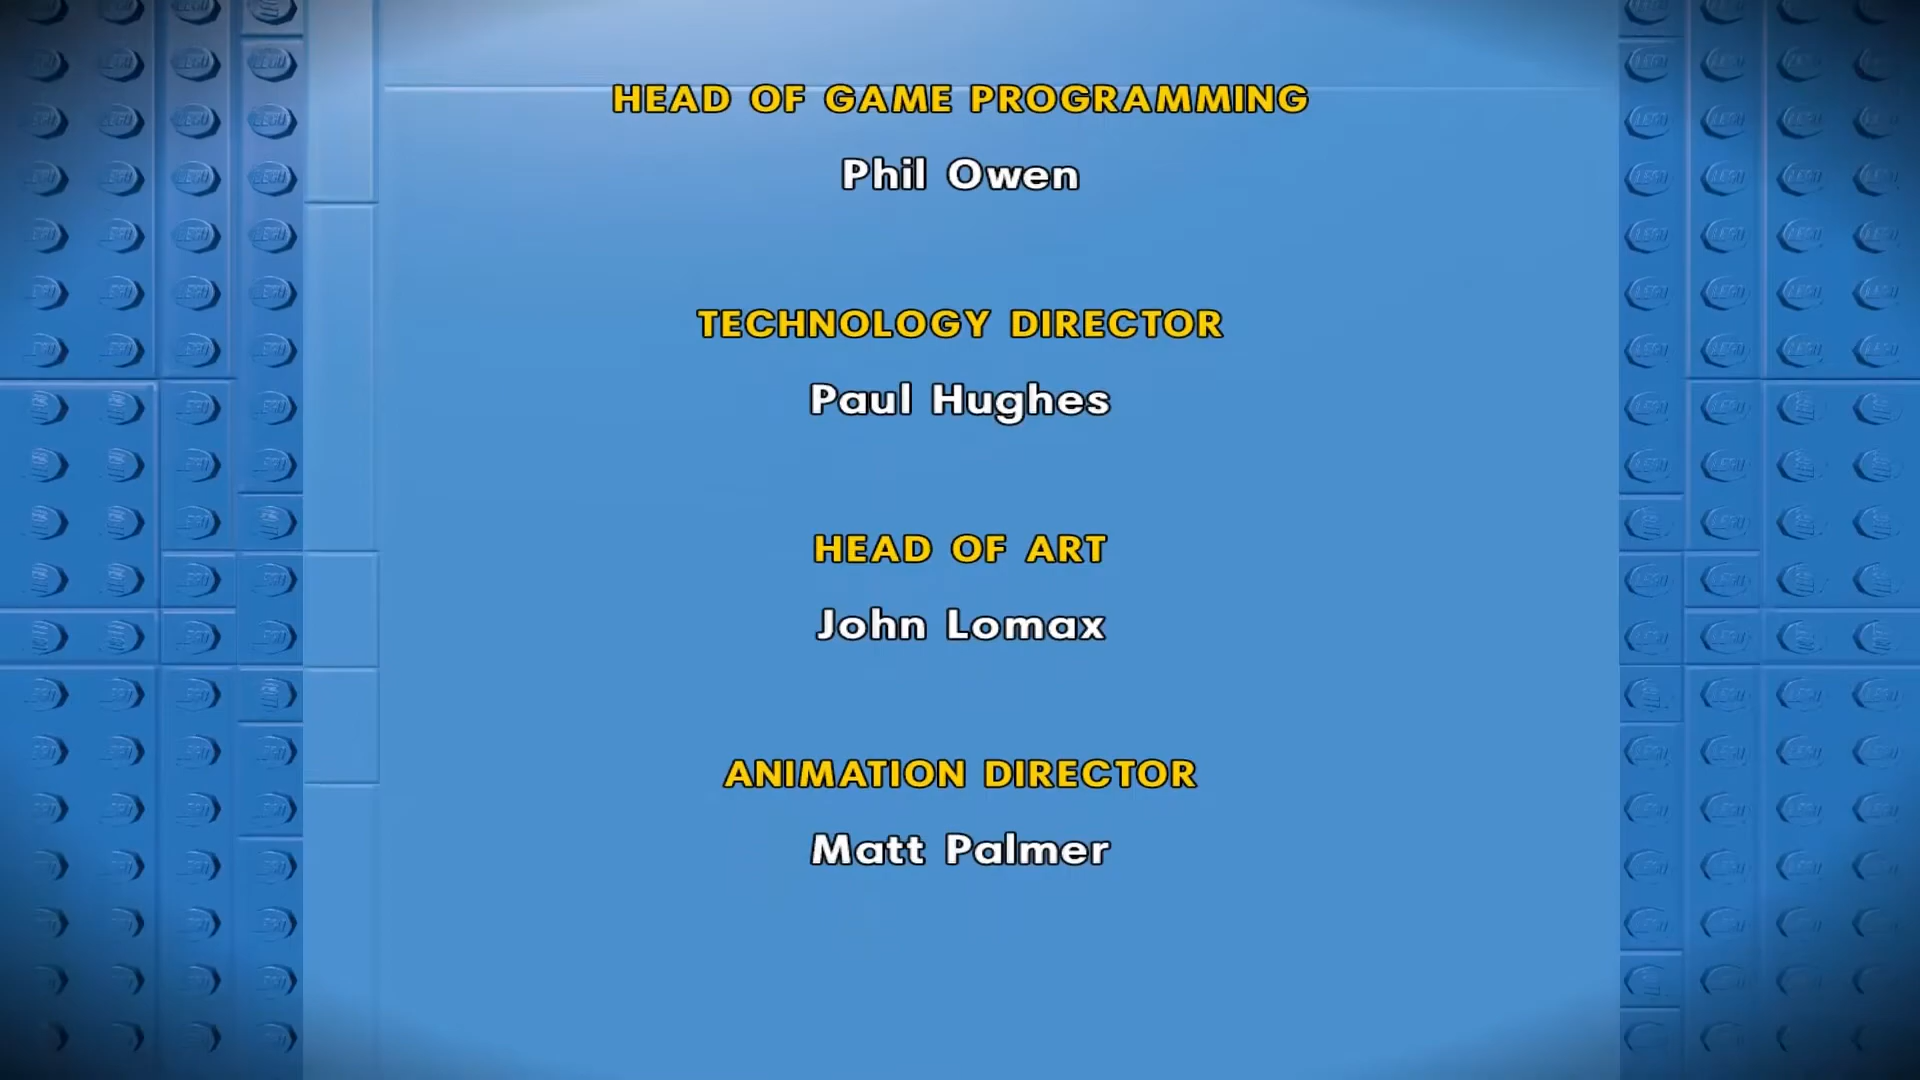 HEAD OF GAME PROGRAMMING
Phil Owen
TECHNOLOGY DIRECTOR
Paul Hughes
HEAD OF ART
John Lomax
ANIMATION DIRECTOR
Matt Palmer